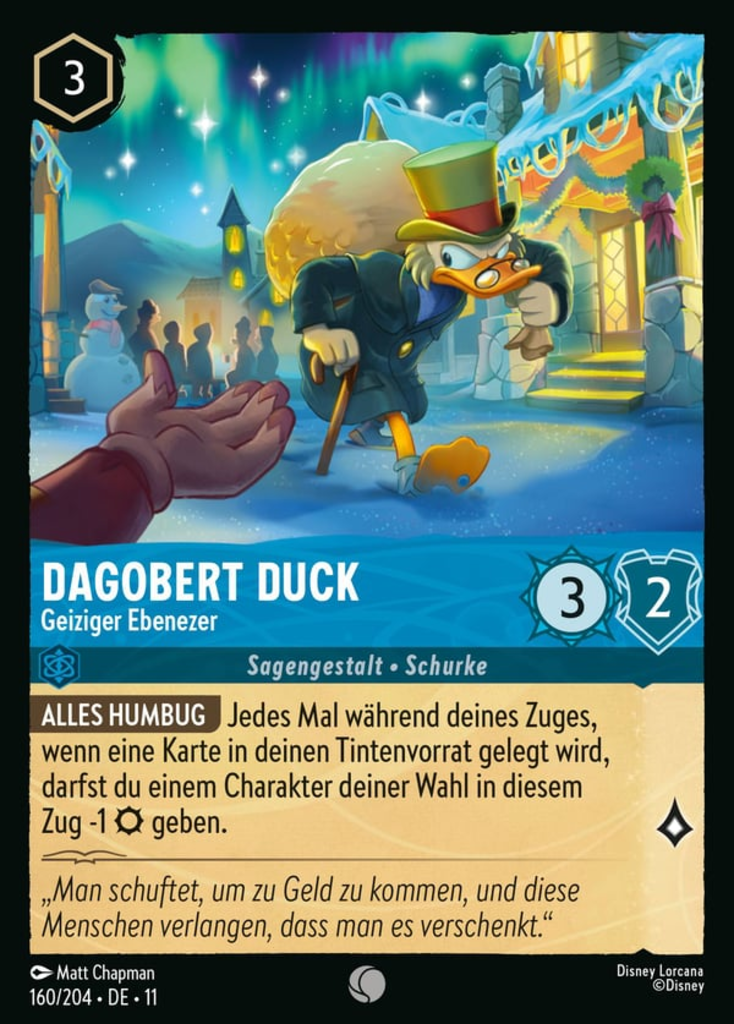 3
DAGOBERT DUCK
Geiziger Ebenezer
3
2
Sagengestalt • Schurke
ALLES HUMBUG Jedes Mal während deines Zuges,
wenn eine Karte in deinen Tintenvorrat gelegt wird,
darfst du einem Charakter deiner Wahl in diesem
Zug -1 geben.
„Man schuftet, um zu Geld zu kommen, und diese
Menschen verlangen, dass man es verschenkt.“
Matt Chapman
160/204 • DE • 11
Disney Lorcana
©Disney